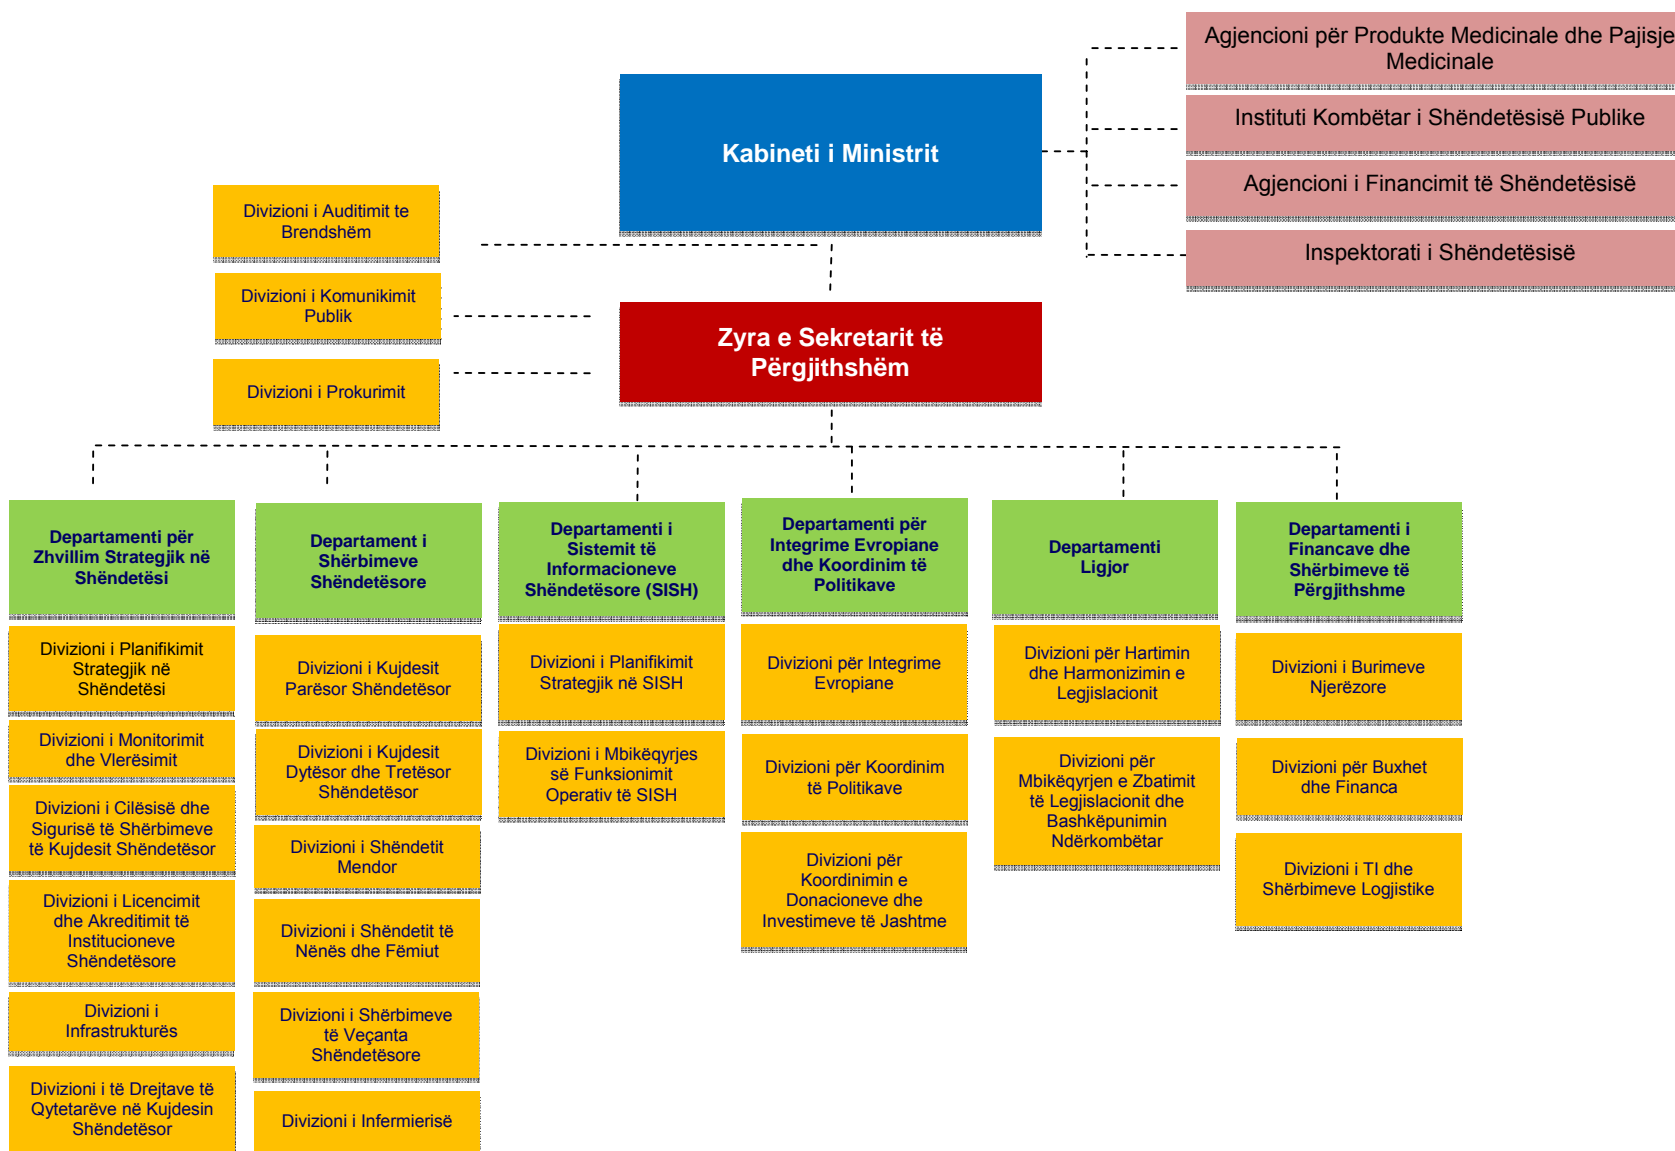 Agjencioni për Produkte Medicinale dhe Pajisje
Medicinale
Instituti Kombëtar i Shëndetësisë Publike
Agjencioni i Financimit të Shëndetësisë
Inspektorati i Shëndetësisë
Kabineti i Ministrit
Divizioni i Auditimit te
Brendshëm
Divizioni i Komunikimit
Publik
Divizioni i Prokurimit
Zyra e Sekretarit të
Përgjithshëm
Departamenti për
Zhvillim Strategjik në
Shëndetësi
Divizioni i Planifikimit
Strategjik në
Shëndetësi
Divizioni i Monitorimit
dhe Vlerësimit
Divizioni i Cilësisë dhe
Sigurisë të Shërbimeve
të Kujdesit Shëndetësor
Divizioni i Licencimit
dhe Akreditimit të
Institucioneve
Shëndetësore
Divizioni i
Infrastrukturës
Divizioni i të Drejtave të
Qytetarëve në Kujdesin
Shëndetësor
Departament i
Shërbimeve
Shëndetësore
Divizioni i Kujdesit
Parësor Shëndetësor
Divizioni i Kujdesit
Dytësor dhe Tretësor
Shëndetësor
Divizioni i Shëndetit
Mendor
Divizioni i Shëndetit të
Nënës dhe Fëmiut
Divizioni i Shërbimeve
të Veçanta
Shëndetësore
Divizioni i Infermierisë
Departamenti i
Sistemit të
Informacioneve
Shëndetësore (SISH)
Divizioni i Planifikimit
Strategjik në SISH
Divizioni i Mbikëqyrjes
së Funksionimit
Operativ të SISH
Departamenti për
Integrime Evropiane
dhe Koordinim të
Politikave
Divizioni për Integrime
Evropiane
Divizioni për Koordinim
të Politikave
Divizioni për
Koordinimin e
Donacioneve dhe
Investimeve të Jashtme
Departamenti
Ligjor
Divizioni për Hartimin
dhe Harmonizimin e
Legjislacionit
Divizioni për
Mbikëqyrjen e Zbatimit
të Legjislacionit dhe
Bashkëpunimin
Ndërkombëtar
Departamenti i
Financave dhe
Shërbimeve të
Përgjithshme
Divizioni i Burimeve
Njerëzore
Divizioni për Buxhet
dhe Financa
Divizioni i TI dhe
Shërbimeve Logjistike